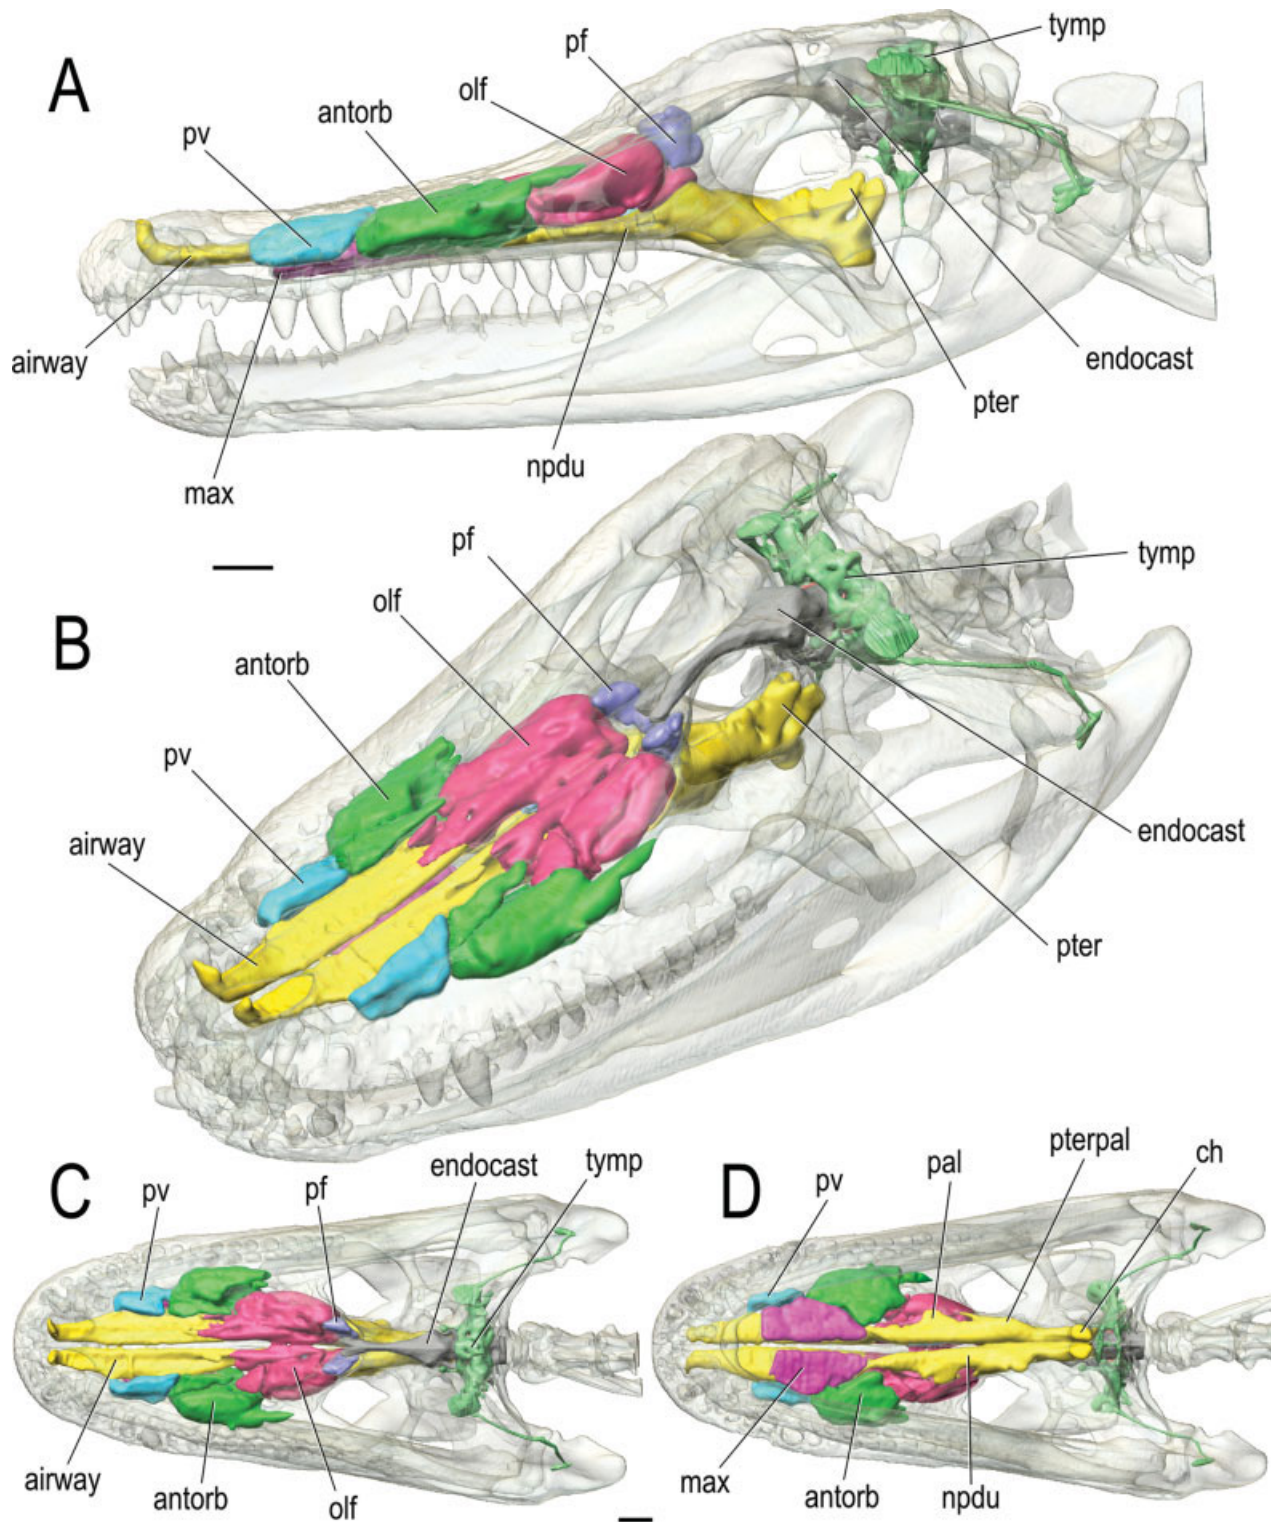 A
tymp
pf
olf
antorb
pv
airway
max
npdu
pter
endocast
B
pf
tymp
olf
antorb
pv
airway
endocast
pter
C
pv
pf
endocast
tymp
airway
antorb
olf
D
pv
pal
pterpal
ch
max
antorb
npdu